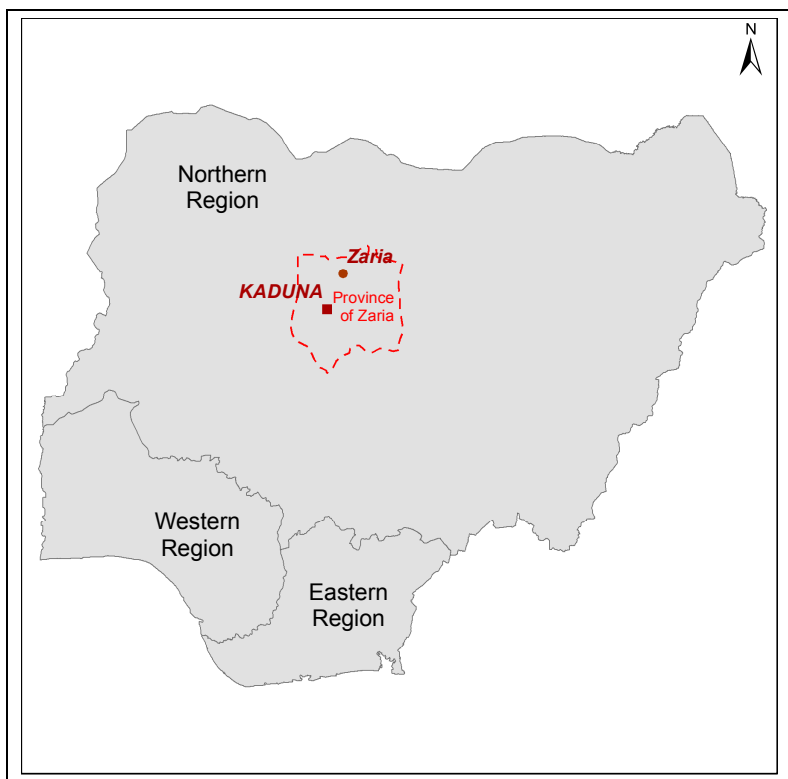 N
Northern
Region
Zaria
KADUNA
Province
of Zaria
Western
Region
Eastern
Region